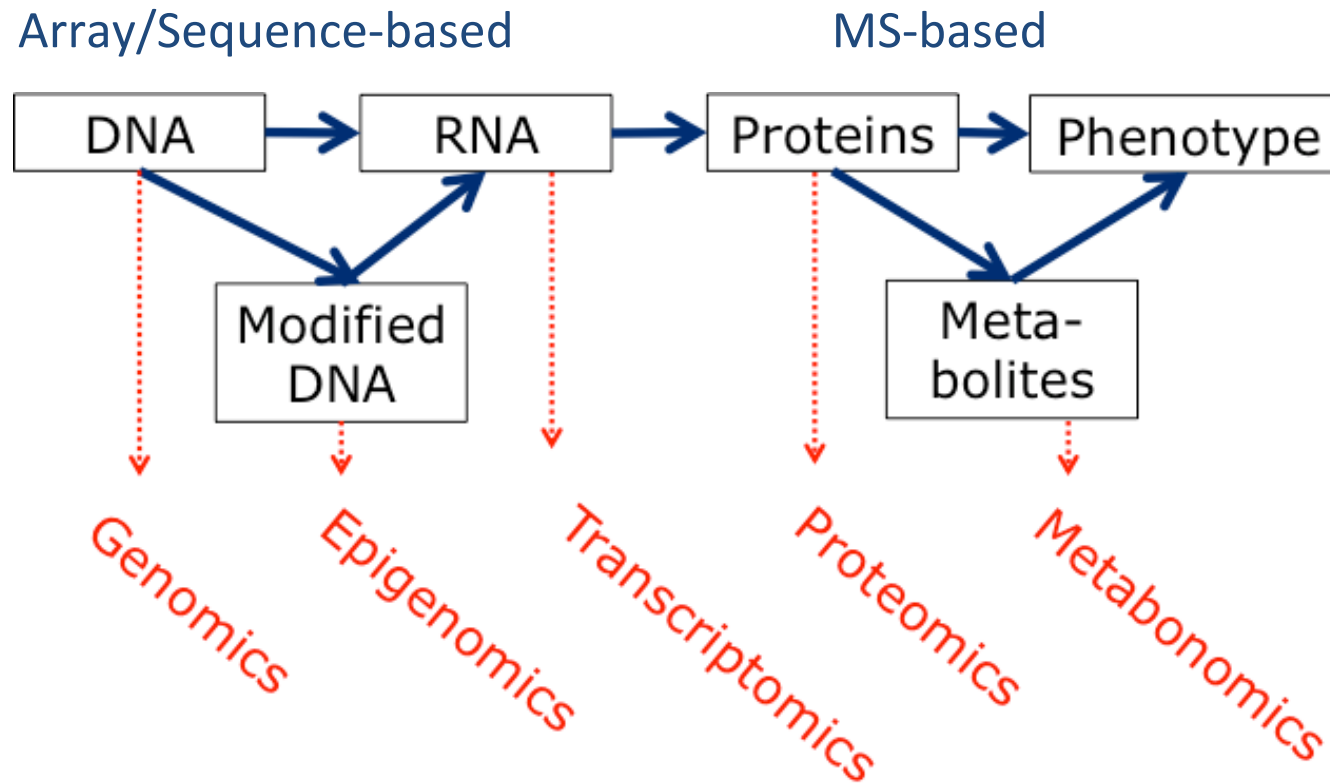 Array/Sequence-based
MS-based
DNA
RNA
Proteins
Phenotype
Modified
DNA
Meta-
bolites
Genomics
Epigenomics
Transcriptomics
Proteomics
Metabonomics